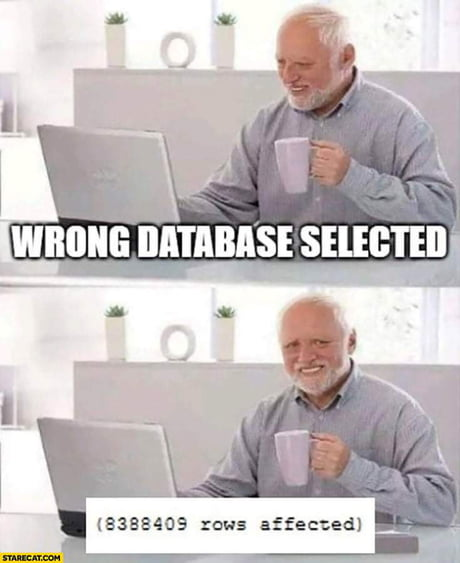 WRONG DATABASE SELECTED
(8388409 rows affected)
STARECAT.COM